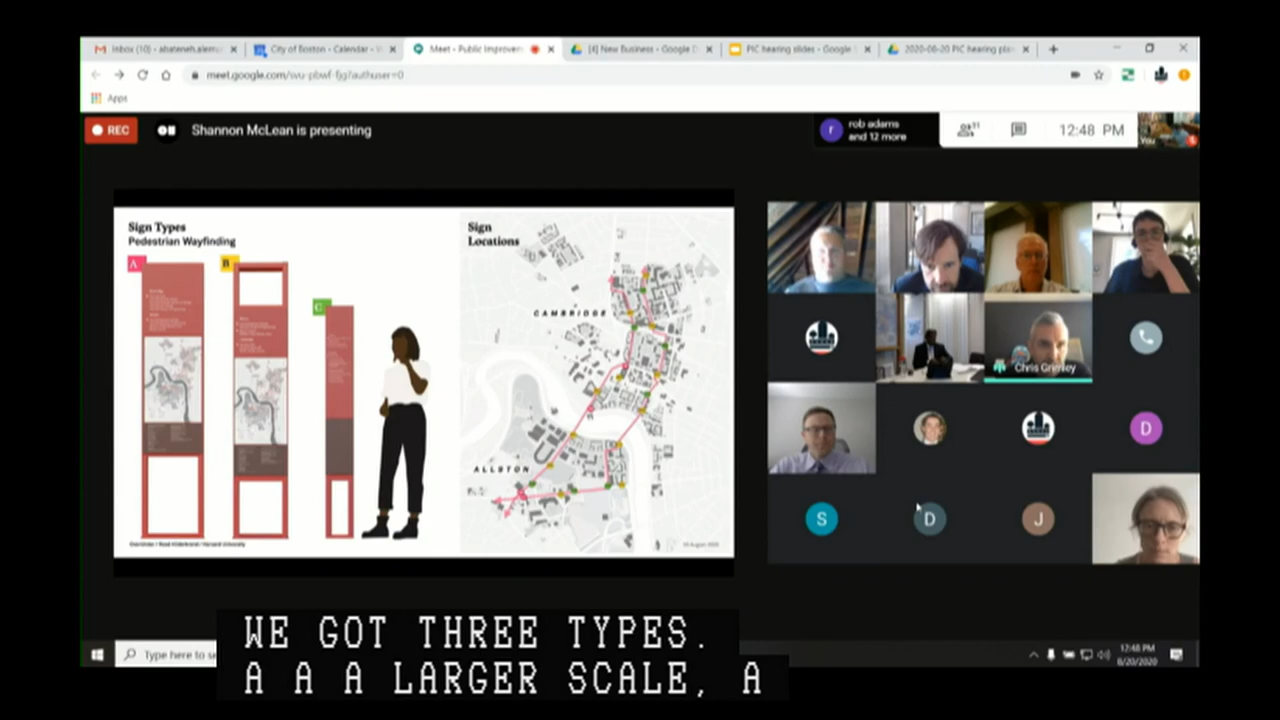 Inbox (10) - abateneh.alemu
City of Boston - Calendar - W
Meet - Public Improvem
[4] New Business - Google D
PIC hearing slides - Google S
2020-08-20 PIC hearing pla
meet.google.com/svu-pbwf-fjg?authuser=0
Apps
REC
Shannon McLean is presenting
r
rob adams
and 12 more
12:48 PM
You
Sign Types
Pedestrian Wayfinding
A
B
C
Sign
Locations
CAMBRIDGE
ALLSTON
Chris Grimley
D
S
D
J
Type here to se
12:48 PM
8/20/2020
WE GOT THREE TYPES.
A A A LARGER SCALE, A